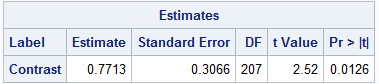 Estimates
Label Estimate Standard Error DF t Value Pr > |t|
Contrast 0.7713 0.3066 207 2.52 0.0126